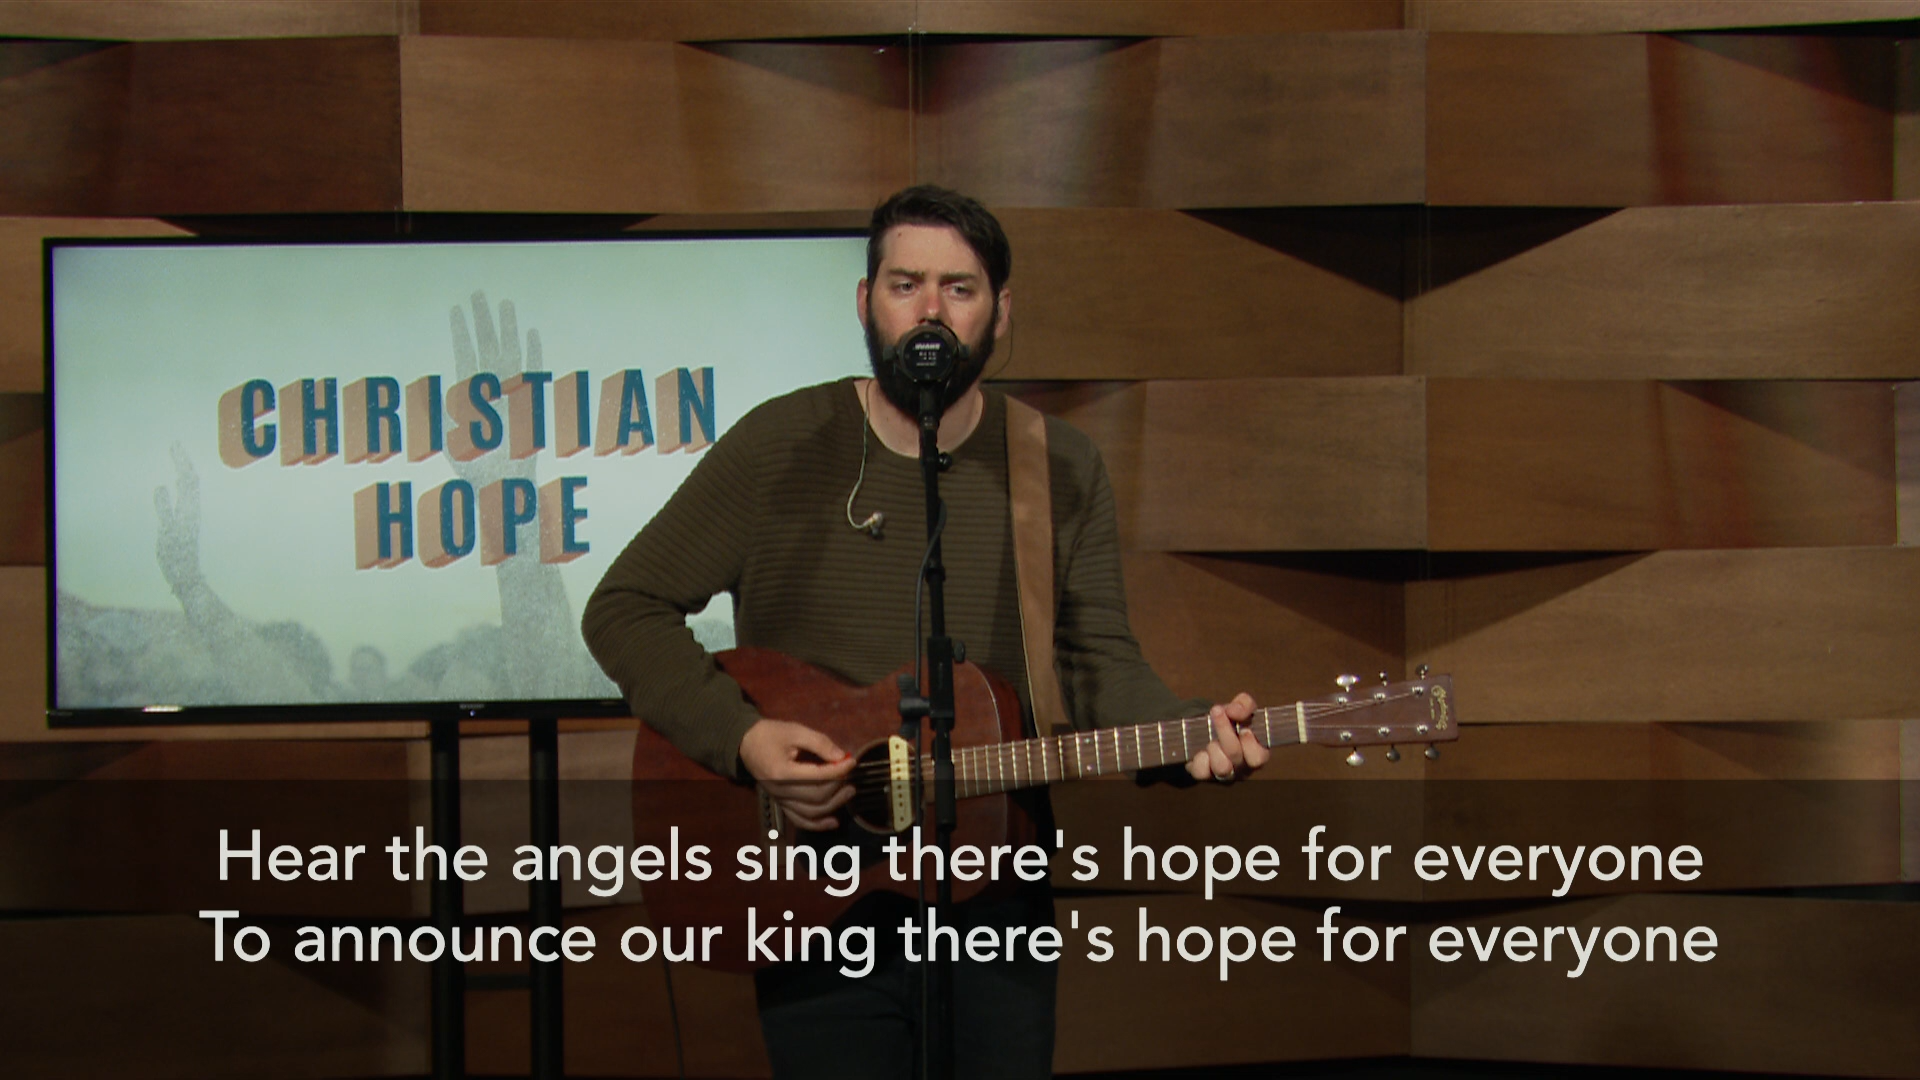 CHRISTIAN
HOPE
Hear the angels sing there's hope for everyone
To announce our king there's hope for everyone